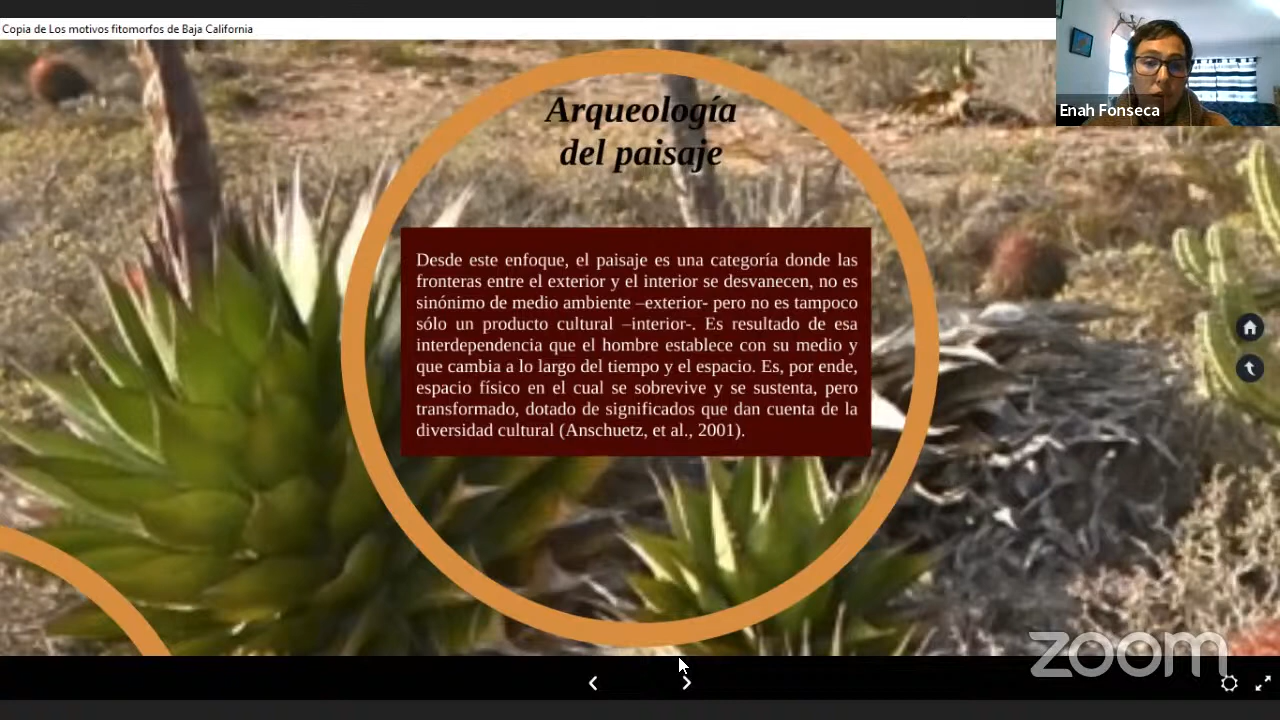 Copia de Los motivos fitomorfos de Baja California
Enah Fonseca
Arqueología
del paisaje
Desde este enfoque, el paisaje es una categoría donde las
fronteras entre el exterior y el interior se desvanecen, no es
sinónimo de medio ambiente –exterior- pero no es tampoco
sólo un producto cultural –interior-. Es resultado de esa
interdependencia que el hombre establece con su medio y
que cambia a lo largo del tiempo y el espacio. Es, por ende,
espacio físico en el cual se sobrevive y se sustenta, pero
transformado, dotado de significados que dan cuenta de la
diversidad cultural (Anschuetz, et al., 2001).
zoom